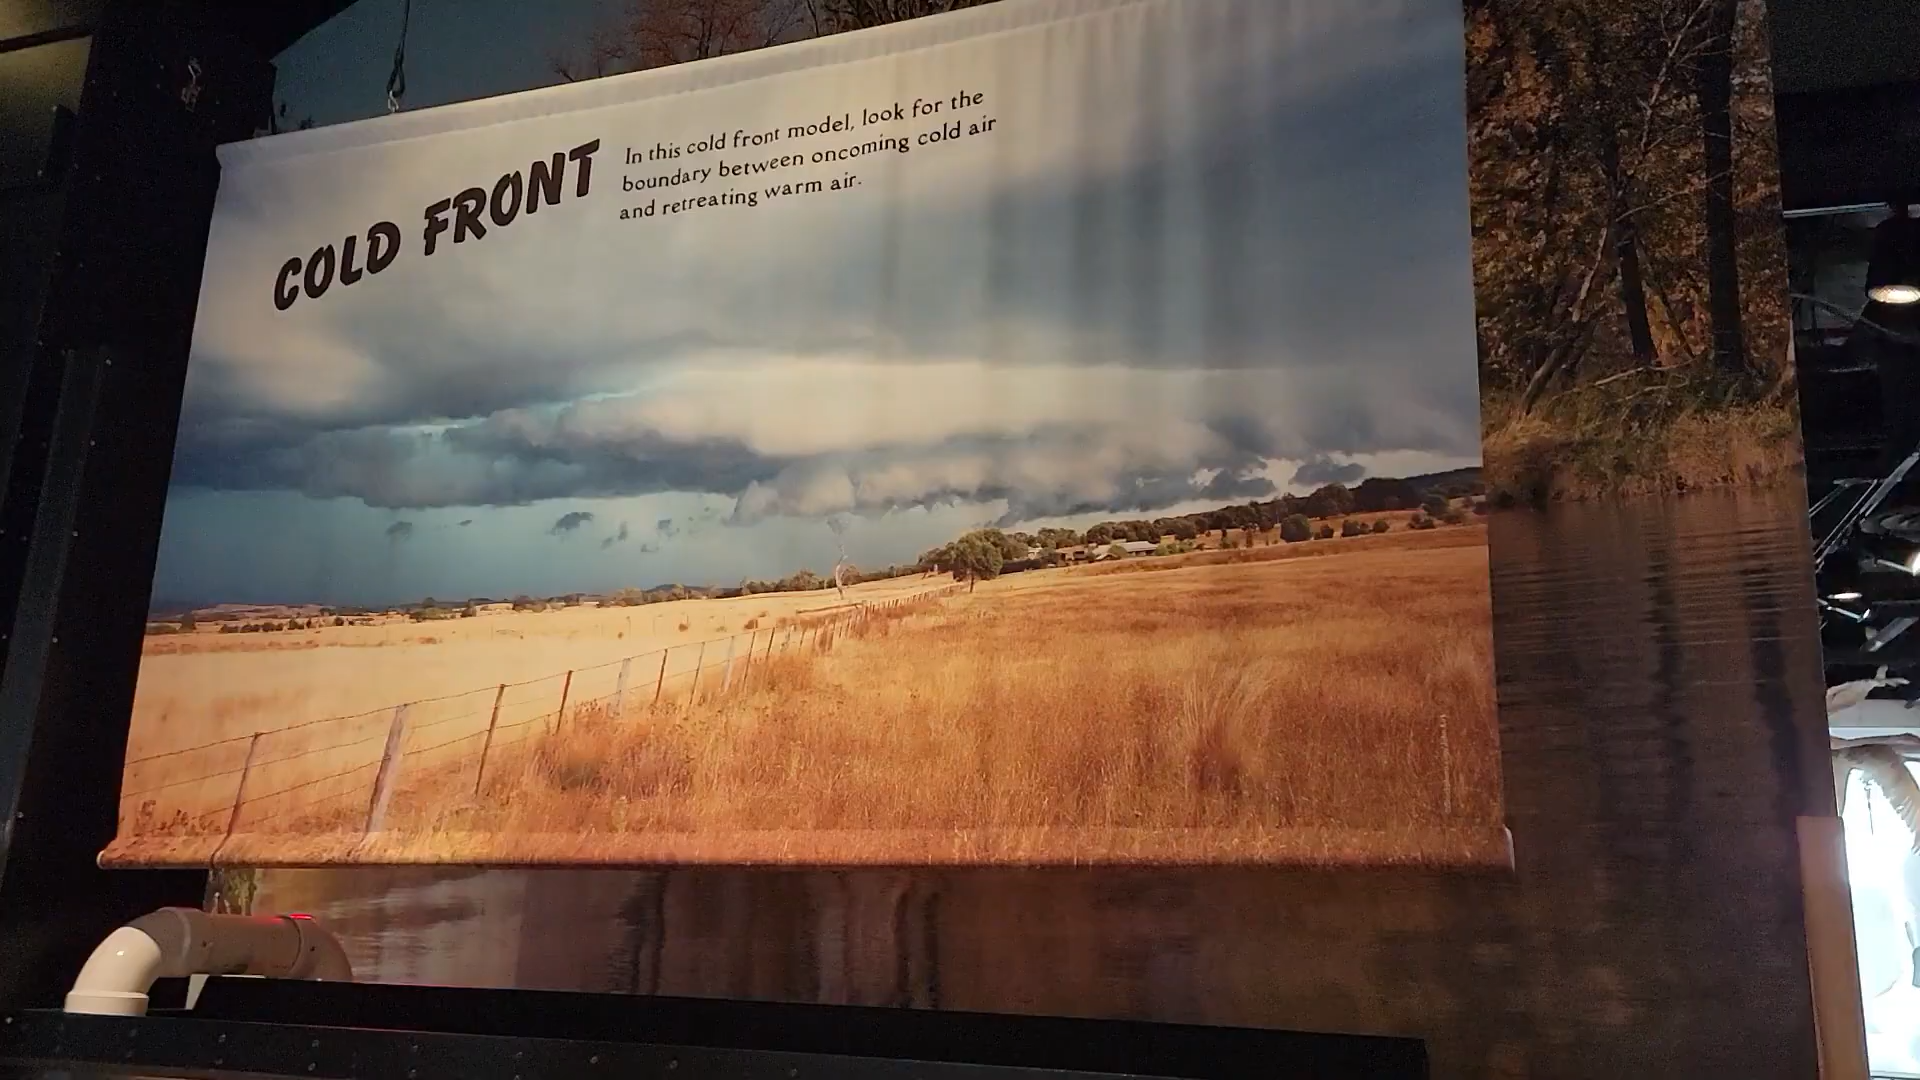 COLD FRONT
In this cold front model, look for the
boundary between oncoming cold air
and retreating warm air.